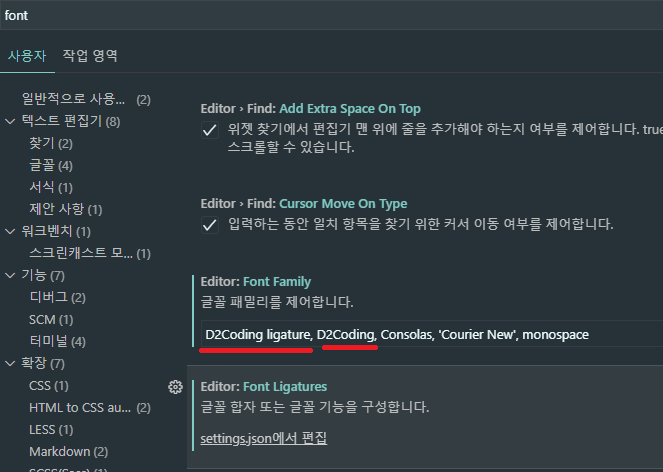 font
사용자 작업 영역
일반적으로 사용... (2)
텍스트 편집기 (8)
찾기 (2)
글꼴 (4)
서식 (1)
제안 사항 (1)
워크벤치 (1)
스크린캐스트 모... (1)
기능 (7)
디버그 (2)
SCM (1)
터미널 (4)
확장 (7)
CSS (1)
HTML to CSS au... (2)
LESS (1)
Markdown (2)
Editor › Find: Add Extra Space On Top
위젯 찾기에서 편집기 맨 위에 줄을 추가해야 하는지 여부를 제어합니다. true
스크롤할 수 있습니다.
Editor › Find: Cursor Move On Type
입력하는 동안 일치 항목을 찾기 위한 커서 이동 여부를 제어합니다.
Editor: Font Family
글꼴 패밀리를 제어합니다.
D2Coding ligature, D2Coding, Consolas, 'Courier New', monospace
Editor: Font Ligatures
글꼴 합자 또는 글꼴 기능을 구성합니다.
settings.json에서 편집